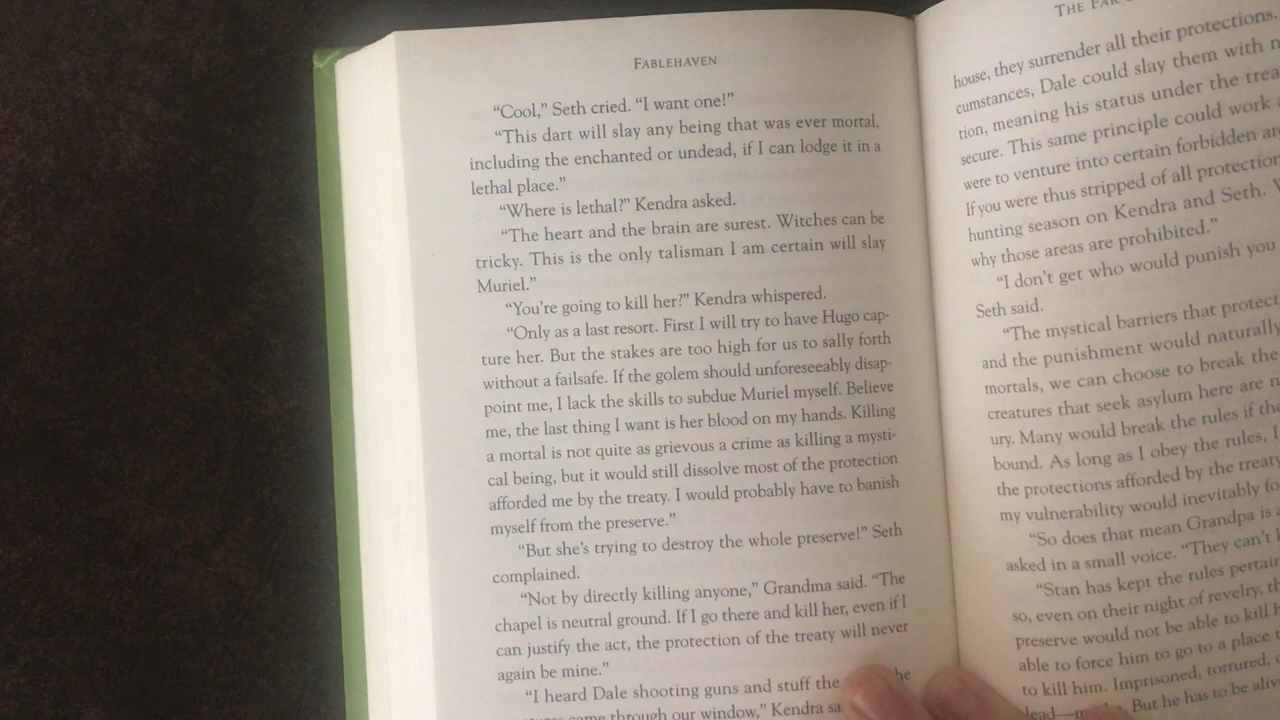 FABLEHAVEN
“Cool,” Seth cried. “I want one!”
“This dart will slay any being that was ever mortal,
including the enchanted or undead, if I can lodge it in a
lethal place.”
“Where is lethal?” Kendra asked.
“The heart and the brain are surest. Witches can be
tricky. This is the only talisman I am certain will slay
Muriel.”
“You’re going to kill her?” Kendra whispered.
“Only as a last resort. First I will try to have Hugo cap-
ture her. But the stakes are too high for us to sally forth
without a failsafe. If the golem should unforeseeably disap-
point me, I lack the skills to subdue Muriel myself. Believe
me, the last thing I want is her blood on my hands. Killing
a mortal is not quite as grievous a crime as killing a mysti-
cal being, but it would still dissolve most of the protection
afforded me by the treaty. I would probably have to banish
myself from the preserve.”
“But she’s trying to destroy the whole preserve!” Seth
complained.
“Not by directly killing anyone,” Grandma said. “The
chapel is neutral ground. If I go there and kill her, even if I
can justify the act, the protection of the treaty will never
again be mine.”
“I heard Dale shooting guns and stuff the
come through our window,” Kendra
THE
house, they surrender all their protections.
cumstances, Dale could slay them with
tion, meaning his status under the
secure. This same principle could work
were to venture into certain forbidden
If you were thus stripped of all
hunting season on Kendra and Seth.
why those areas are prohibited.”
“I don’t get who would punish you
Seth said.
“The mystical barriers that
and the punishment would naturally
mortals, we can choose to break the
creatures that seek asylum here are
ury. Many would break the rules if
bound. As long as I obey the rules, I
the protections afforded by the treaty
my vulnerability would inevitably
“So does that mean Grandpa is
asked in a small voice. “They can’t
“Stan has kept the rules
so, even on their night of revelry,
preserve would not be able to kill
able to force him to go to a place
to kill him. Imprisoned, tortured,
But he has to be